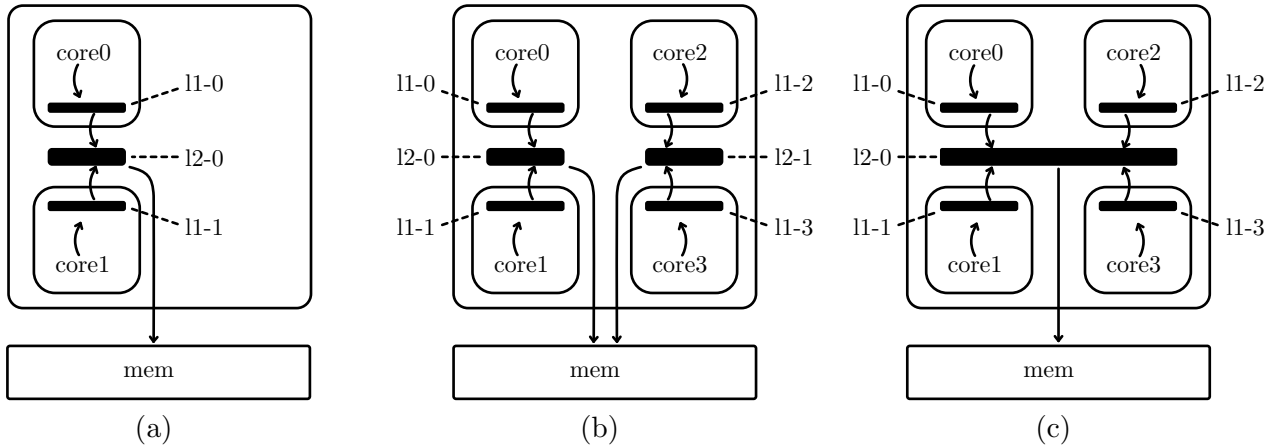 core0
l1-0
l2-0
l1-1
core1
mem
(a)
core0
core2
l1-0
l1-2
l2-0
l2-1
l1-1
l1-3
core1
core3
mem
(b)
core0
core2
l1-0
l1-2
l2-0
l1-1
l1-3
core1
core3
mem
(c)